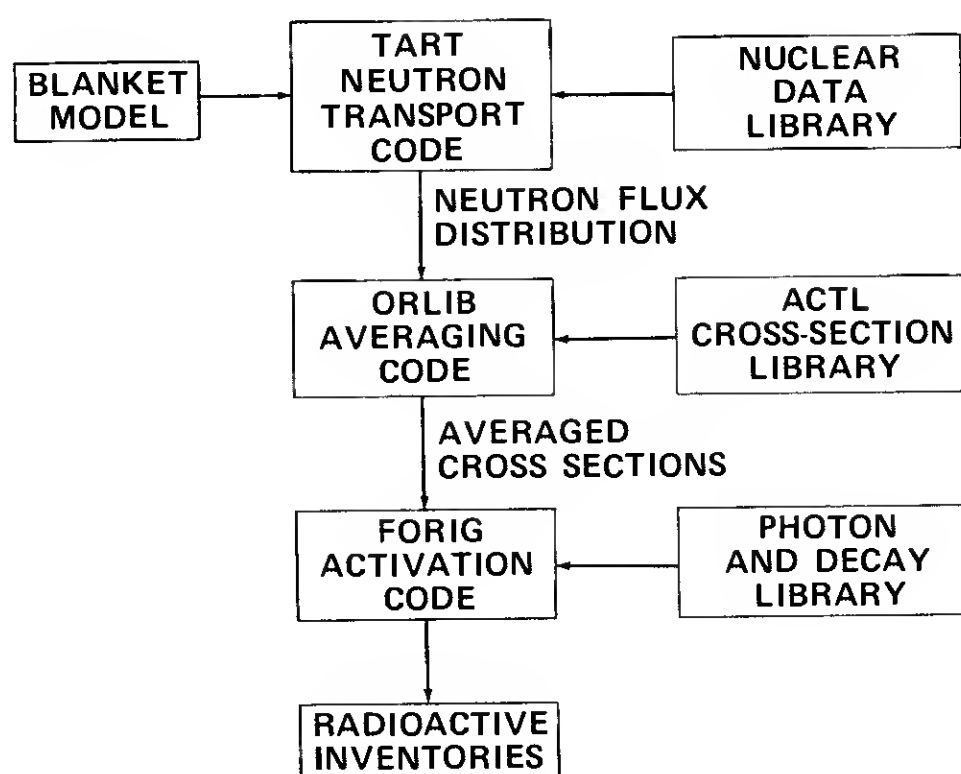 BLANKET
MODEL
TART
NEUTRON
TRANSPORT
CODE
NUCLEAR
DATA
LIBRARY
NEUTRON FLUX
DISTRIBUTION
ORLIB
AVERAGING
CODE
ACTL
CROSS-SECTION
LIBRARY
AVERAGED
CROSS SECTIONS
FORIG
ACTIVATION
CODE
PHOTON
AND DECAY
LIBRARY
RADIOACTIVE
INVENTORIES